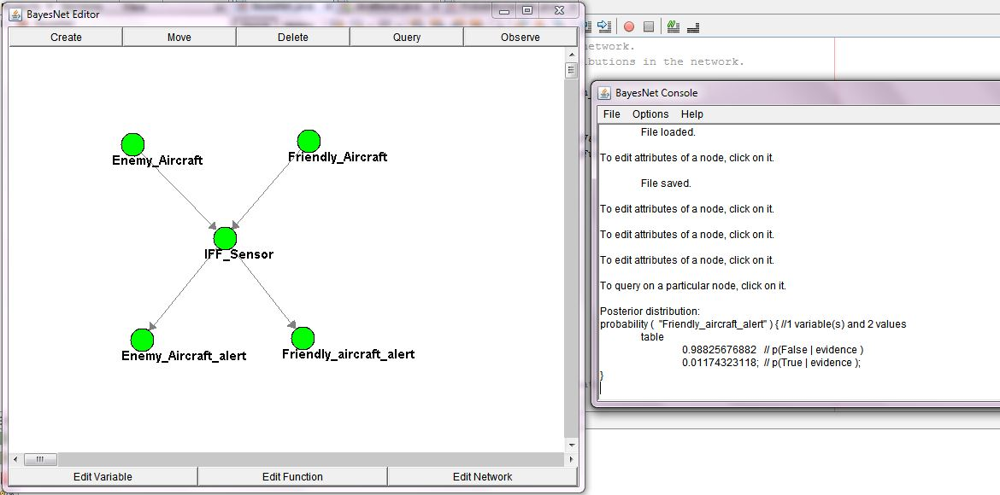 BayesNet Editor
Create Move Delete Query Observe
Enemy_Aircraft
Friendly_Aircraft
IFF_Sensor
Enemy_Aircraft_alert
Friendly_aircraft_alert
Edit Variable Edit Function Edit Network
network.
butions in the network.
BayesNet Console
File Options Help
File loaded.
To edit attributes of a node, click on it.
File saved.
To edit attributes of a node, click on it.
To edit attributes of a node, click on it.
To edit attributes of a node, click on it.
To query on a particular node, click on it.
Posterior distribution:
probability ( "Friendly_aircraft_alert" ) { //1 variable(s) and 2 values
table
0.98825676882 // p(False | evidence )
0.01174323118; // p(True | evidence );
}